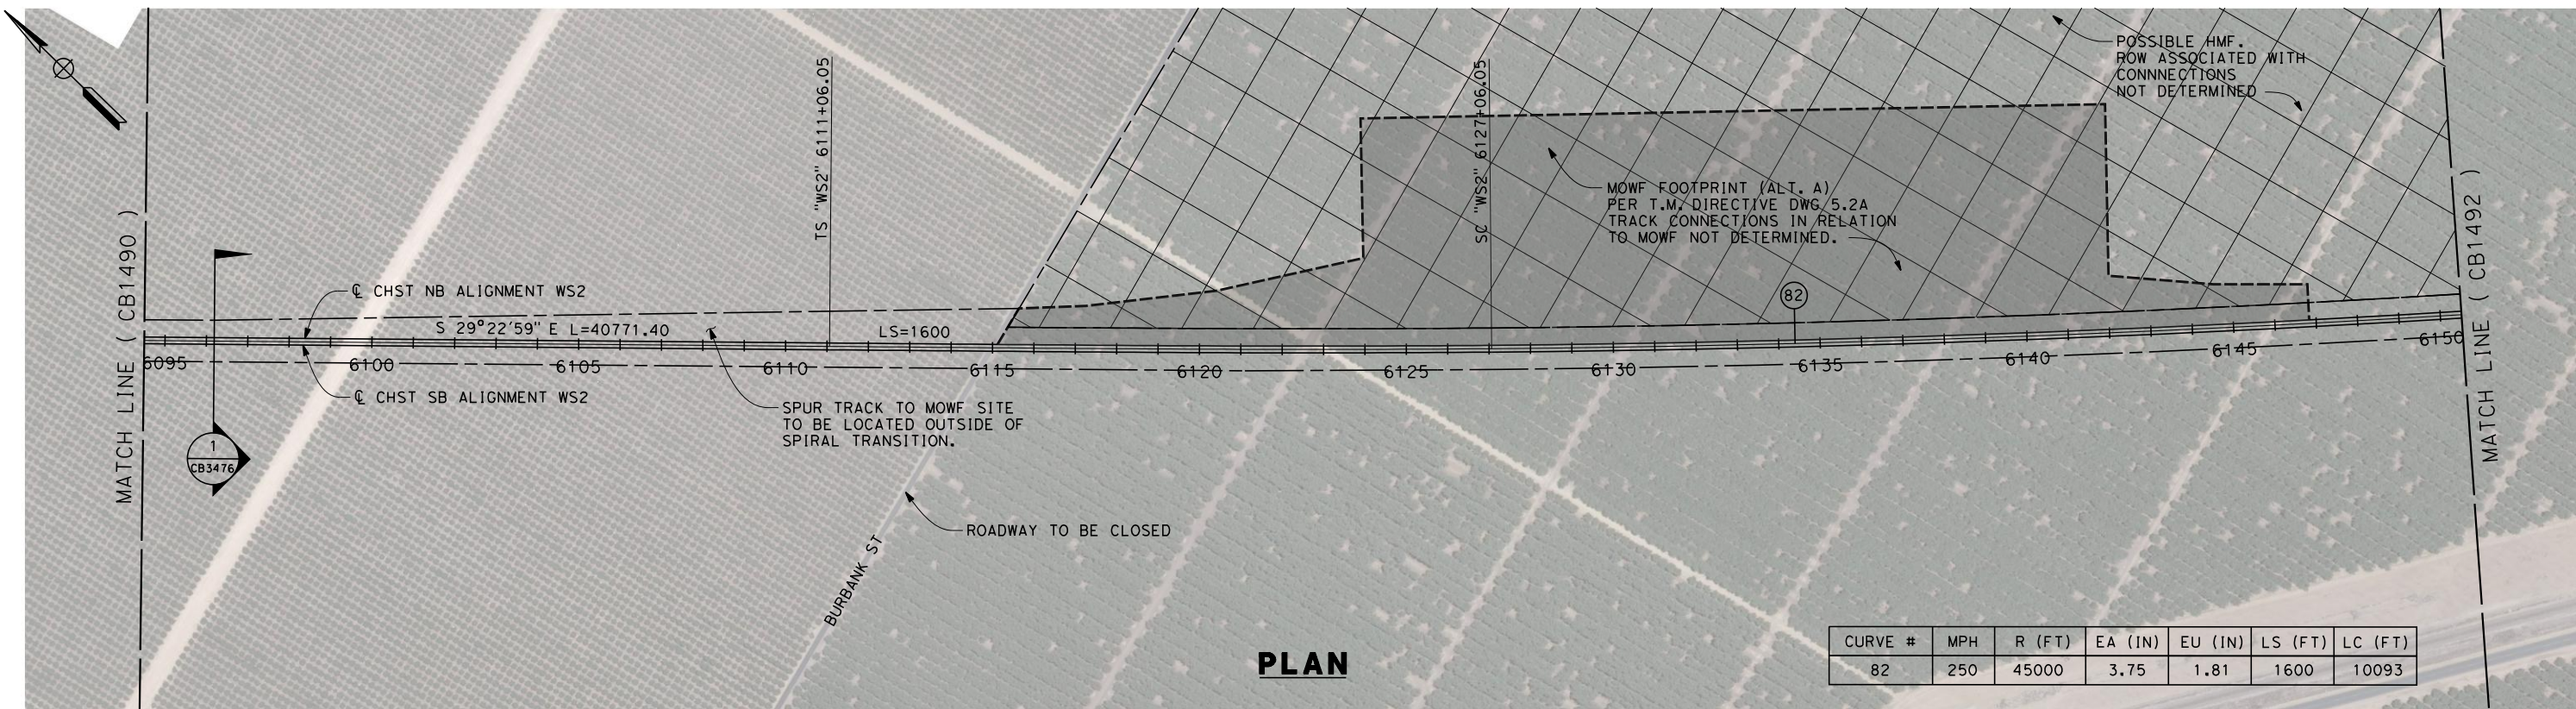 POSSIBLE HMF.
ROW ASSOCIATED WITH
CONNNECTIONS
NOT DETERMINED
TS "WS2" 6111+06.05
SC "WS2" 6127+06.05
MOWF FOOTPRINT (ALT. A)
PER T.M. DIRECTIVE DWG 5.2A
TRACK CONNECTIONS IN RELATION
TO MOWF NOT DETERMINED.
MATCH LINE ( CB1490 )
MATCH LINE ( CB1492 )
℄ CHST NB ALIGNMENT WS2
S 29°22'59" E L=40771.40
LS=1600
82
6095 6100 6105 6110 6115 6120 6125 6130 6135 6140 6145 6150
℄ CHST SB ALIGNMENT WS2
SPUR TRACK TO MOWF SITE
TO BE LOCATED OUTSIDE OF
SPIRAL TRANSITION.
1
CB3476
ROADWAY TO BE CLOSED
BURBANK ST
PLAN
CURVE # MPH R (FT) EA (IN) EU (IN) LS (FT) LC (FT)
82 250 45000 3.75 1.81 1600 10093